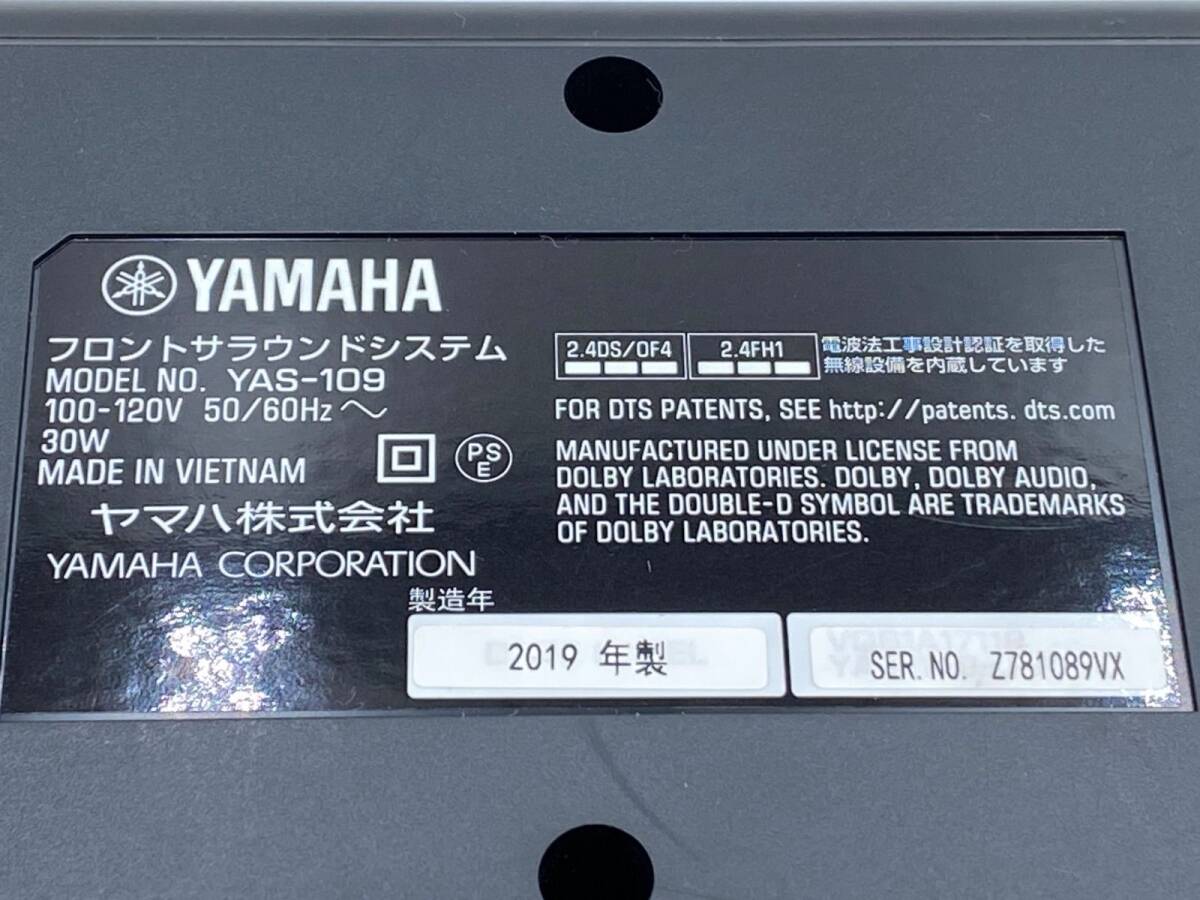 YAMAHA
フロントサラウンドシステム
MODEL NO. YAS-109
100-120V 50/60Hz ～
30W
MADE IN VIETNAM
PS
E
ヤマハ株式会社
YAMAHA CORPORATION
2.4DS/OF4
2.4FH1
電波法工事設計認証を取得した
無線設備を内蔵しています
FOR DTS PATENTS, SEE http://patents. dts.com
MANUFACTURED UNDER LICENSE FROM
DOLBY LABORATORIES. DOLBY, DOLBY AUDIO,
AND THE DOUBLE-D SYMBOL ARE TRADEMARKS
OF DOLBY LABORATORIES.
製造年
2019 年製
SER. NO. Z781089VX